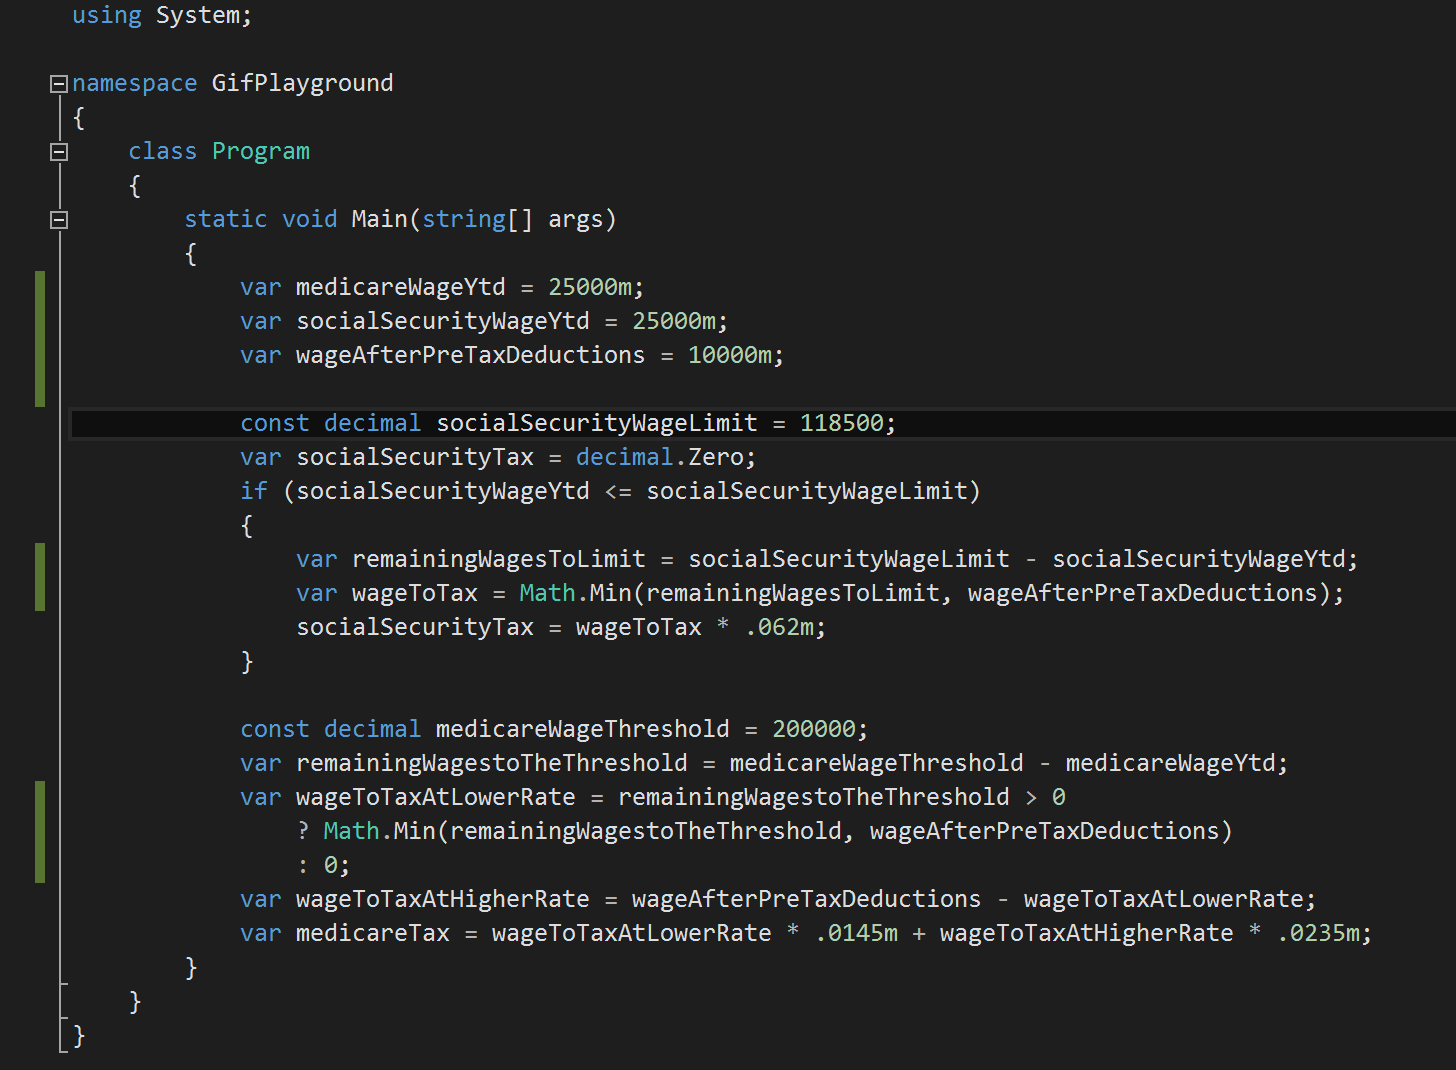 using System;
namespace GifPlayground
{
class Program
{
static void Main(string[] args)
{
var medicareWageYtd = 25000m;
var socialSecurityWageYtd = 25000m;
var wageAfterPreTaxDeductions = 10000m;
const decimal socialSecurityWageLimit = 118500;
var socialSecurityTax = decimal.Zero;
if (socialSecurityWageYtd <= socialSecurityWageLimit)
{
var remainingWagesToLimit = socialSecurityWageLimit - socialSecurityWageYtd;
var wageToTax = Math.Min(remainingWagesToLimit, wageAfterPreTaxDeductions);
socialSecurityTax = wageToTax * .062m;
}
const decimal medicareWageThreshold = 200000;
var remainingWagestoTheThreshold = medicareWageThreshold - medicareWageYtd;
var wageToTaxAtLowerRate = remainingWagestoTheThreshold > 0
? Math.Min(remainingWagestoTheThreshold, wageAfterPreTaxDeductions)
: 0;
var wageToTaxAtHigherRate = wageAfterPreTaxDeductions - wageToTaxAtLowerRate;
var medicareTax = wageToTaxAtLowerRate * .0145m + wageToTaxAtHigherRate * .0235m;
}
}
}